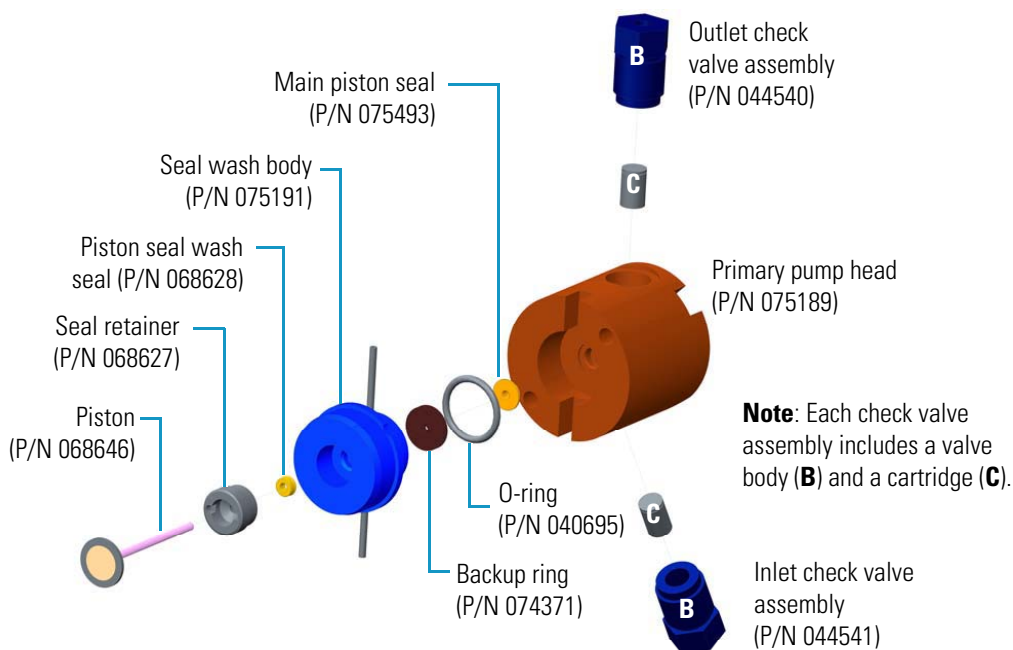 B
Outlet check
valve assembly
(P/N 044540)
Main piston seal
(P/N 075493)
Seal wash body
(P/N 075191)
C
Piston seal wash
seal (P/N 068628)
Primary pump head
(P/N 075189)
Seal retainer
(P/N 068627)
Piston
(P/N 068646)
Note: Each check valve
assembly includes a valve
body (B) and a cartridge (C).
O-ring
(P/N 040695)
C
Backup ring
(P/N 074371)
B
Inlet check valve
assembly
(P/N 044541)